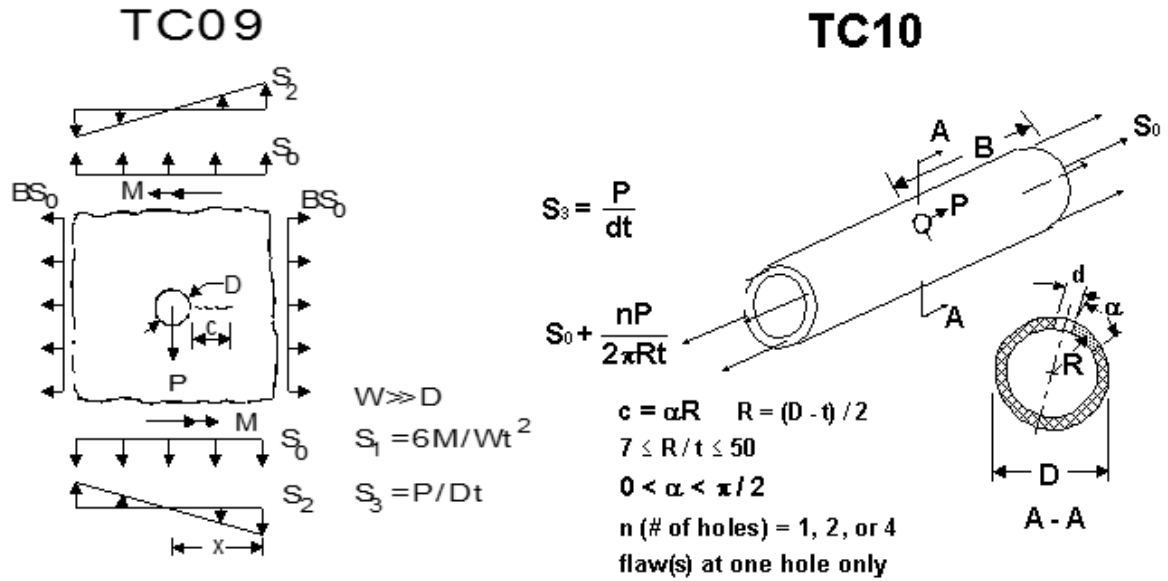 TC09
S₂
S₀
M
BS₀
BS₀
D
C
P
W≫D
M
S₀
S₁ =6M/Wt²
S₂
S₃ =P/Dt
x
TC10
A
B
S₀
S₃ = P/dt
P
A
d
α
R
S₀ + nP/2πRt
c = αR R = (D - t) / 2
7 ≤ R / t ≤ 50
0 < α < π / 2
n (# of holes) = 1, 2, or 4
flaw(s) at one hole only
D
A - A